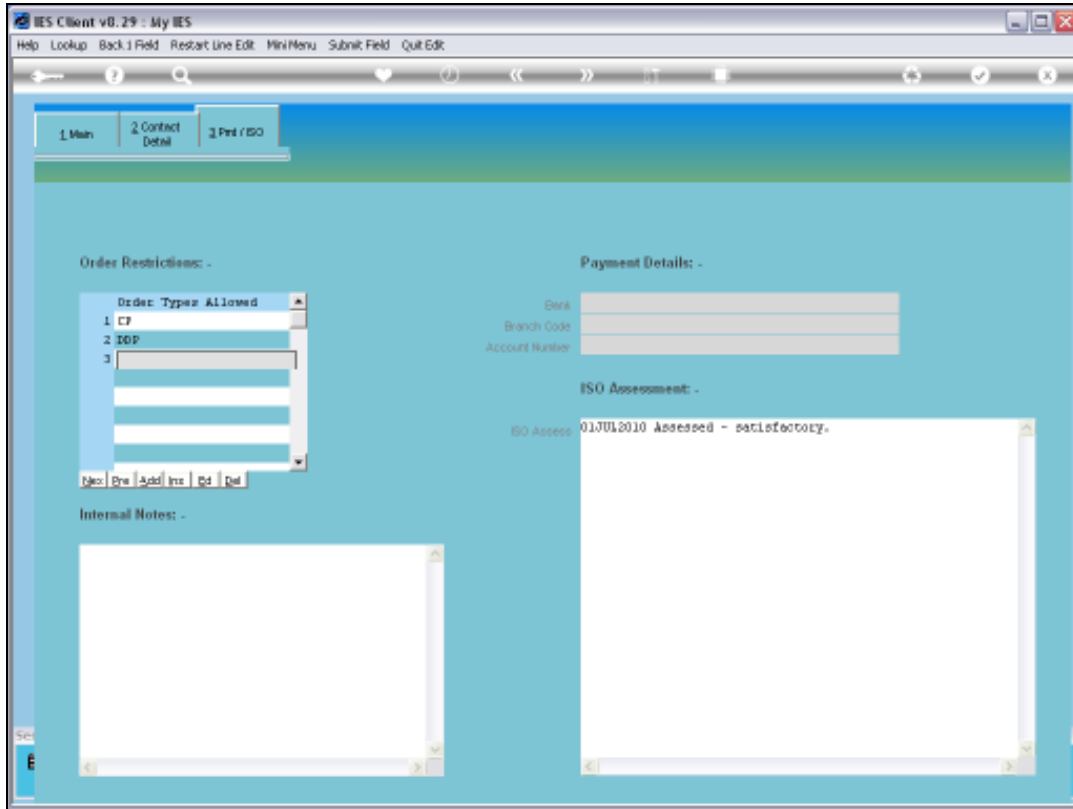 IES Client v8.29 : My IES
Help Lookup Back 1 Field Restart Line Edit MiniMenu Submit Field Quit Edit
1 Main
2 Contact Detail
3 Pmt / ISO
Order Restrictions: -
Payment Details: -
Order Types Allowed
1 CP
2 DDP
3
Bank
Branch Code
Account Number
ISO Assessment: -
ISO Assess
01JUL2010 Assessed - satisfactory.
Nex Pre Add Ins Ed Del
Internal Notes: -